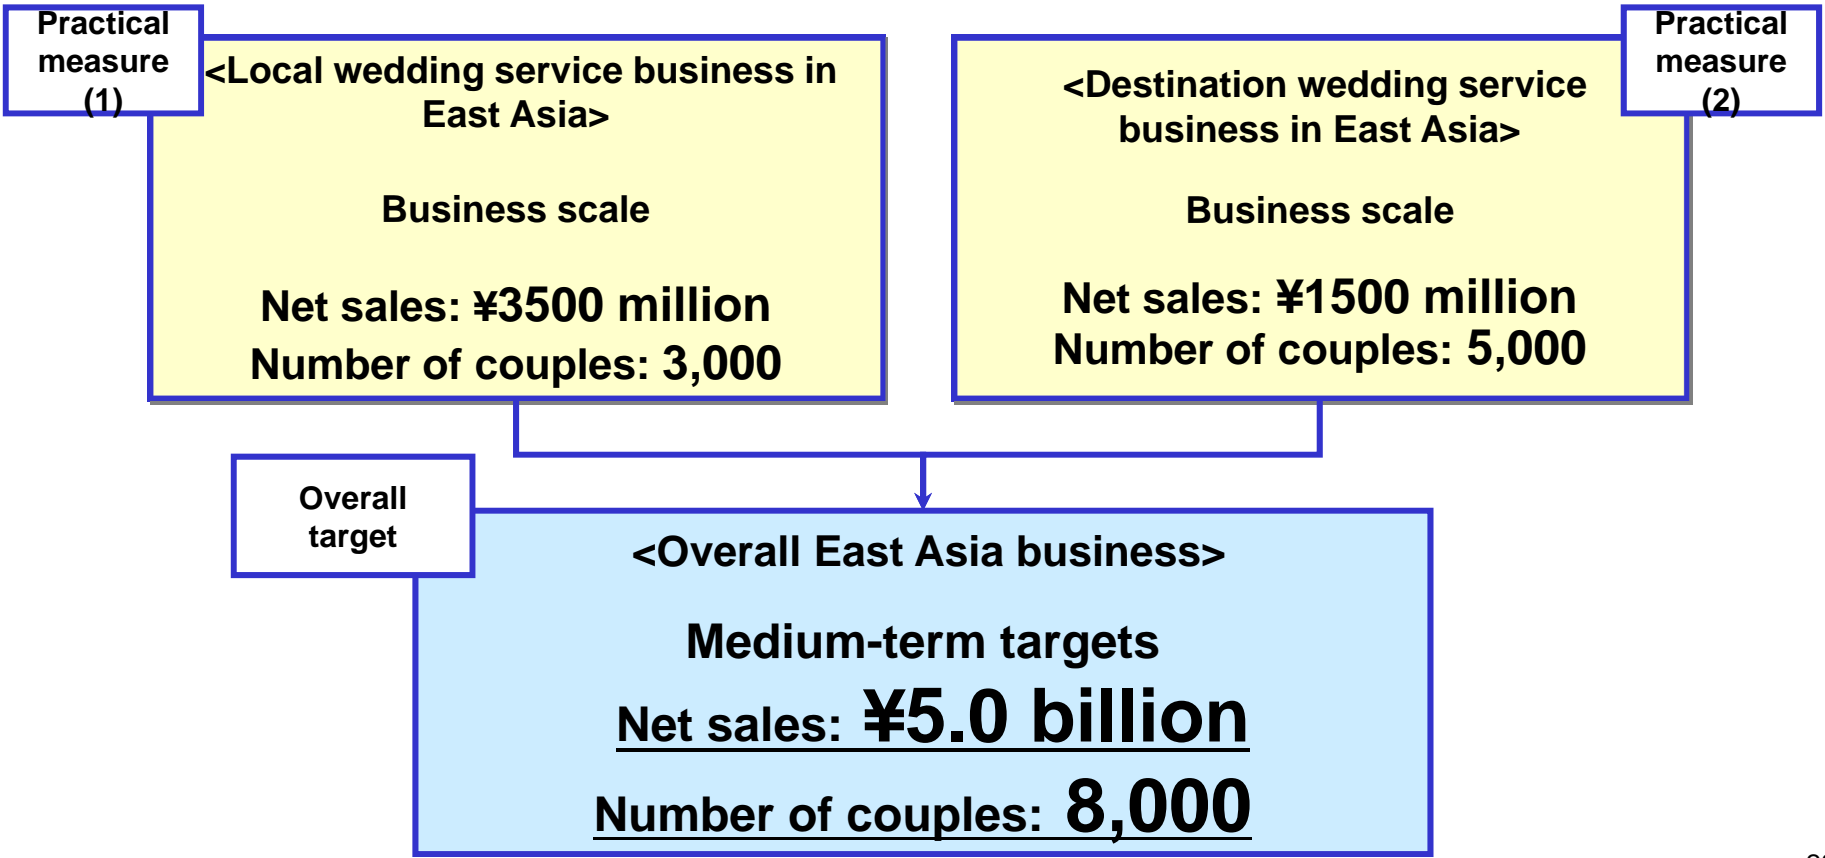 Practical
measure
(1)
<Local wedding service business in
East Asia>
Business scale
Net sales: ¥3500 million
Number of couples: 3,000
Practical
measure
(2)
<Destination wedding service
business in East Asia>
Business scale
Net sales: ¥1500 million
Number of couples: 5,000
Overall
target
<Overall East Asia business>
Medium-term targets
Net sales: ¥5.0 billion
Number of couples: 8,000